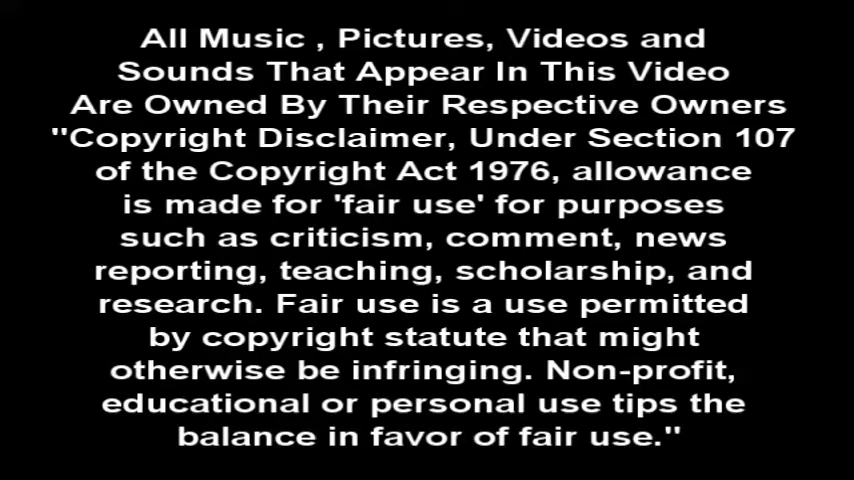 All Music , Pictures, Videos and
Sounds That Appear In This Video
Are Owned By Their Respective Owners
"Copyright Disclaimer, Under Section 107
of the Copyright Act 1976, allowance
is made for 'fair use' for purposes
such as criticism, comment, news
reporting, teaching, scholarship, and
research. Fair use is a use permitted
by copyright statute that might
otherwise be infringing. Non-profit,
educational or personal use tips the
balance in favor of fair use."